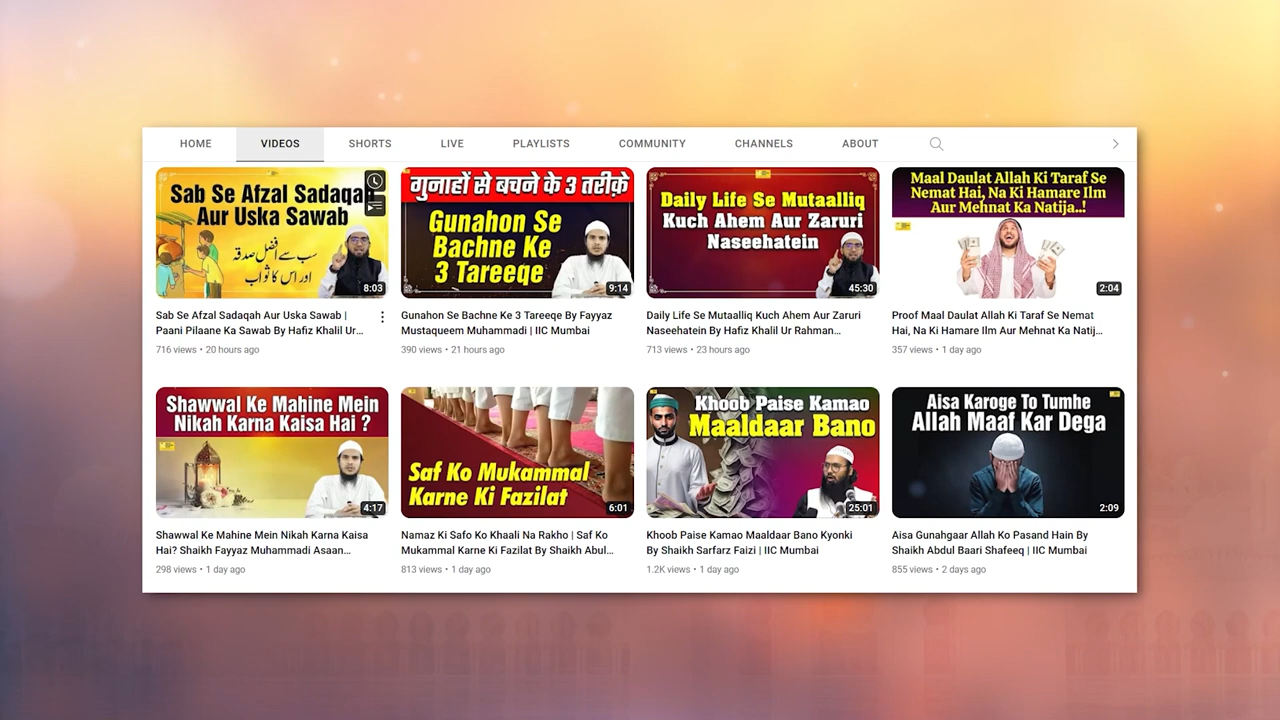 HOME VIDEOS SHORTS LIVE PLAYLISTS COMMUNITY CHANNELS ABOUT
Sab Se Afzal Sadaqah
Aur Uska Sawab
سب سے افضل صدقہ
اور اس کا ثواب
8:03
Sab Se Afzal Sadaqah Aur Uska Sawab |
Paani Pilaane Ka Sawab By Hafiz Khalil Ur...
716 views • 20 hours ago
गुनाहों से बचने के 3 तरीक़े
Gunahon Se
Bachne Ke
3 Tareeqe
9:14
Gunahon Se Bachne Ke 3 Tareeqe By Fayyaz
Mustaqueem Muhammadi | IIC Mumbai
390 views • 21 hours ago
Daily Life Se Mutaalliq
Kuch Ahem Aur Zaruri
Naseehatein
45:30
Daily Life Se Mutaalliq Kuch Ahem Aur Zaruri
Naseehatein By Hafiz Khalil Ur Rahman...
713 views • 23 hours ago
Maal Daulat Allah Ki Taraf Se
Nemat Hai, Na Ki Hamare Ilm
Aur Mehnat Ka Natija..!
2:04
Proof Maal Daulat Allah Ki Taraf Se Nemat
Hai, Na Ki Hamare Ilm Aur Mehnat Ka Natij...
357 views • 1 day ago
Shawwal Ke Mahine Mein
Nikah Karna Kaisa Hai ?
4:17
Shawwal Ke Mahine Mein Nikah Karna Kaisa
Hai? Shaikh Fayyaz Muhammadi Asaan...
298 views • 1 day ago
Saf Ko Mukammal
Karne Ki Fazilat
6:01
Namaz Ki Safo Ko Khaali Na Rakho | Saf Ko
Mukammal Karne Ki Fazilat By Shaikh Abul...
813 views • 1 day ago
Khoob Paise Kamao
Maaldaar Bano
25:01
Khoob Paise Kamao Maaldaar Bano Kyonki
By Shaikh Sarfarz Faizi | IIC Mumbai
1.2K views • 1 day ago
Aisa Karoge To Tumhe
Allah Maaf Kar Dega
2:09
Aisa Gunahgaar Allah Ko Pasand Hain By
Shaikh Abdul Baari Shafeeq | IIC Mumbai
855 views • 2 days ago